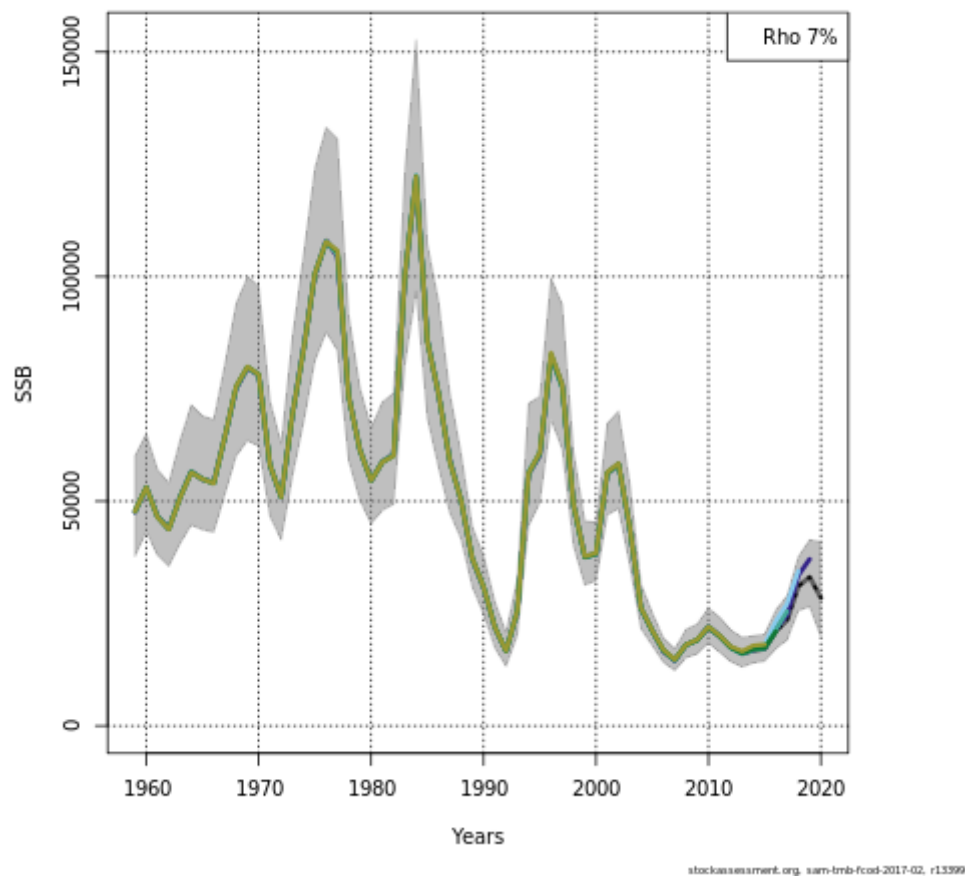 Rho 7%
150000
100000
50000
0
SSB
1960 1970 1980 1990 2000 2010 2020
Years
stockassessment.org, sam-tmb-fcod-2017-02, r13399